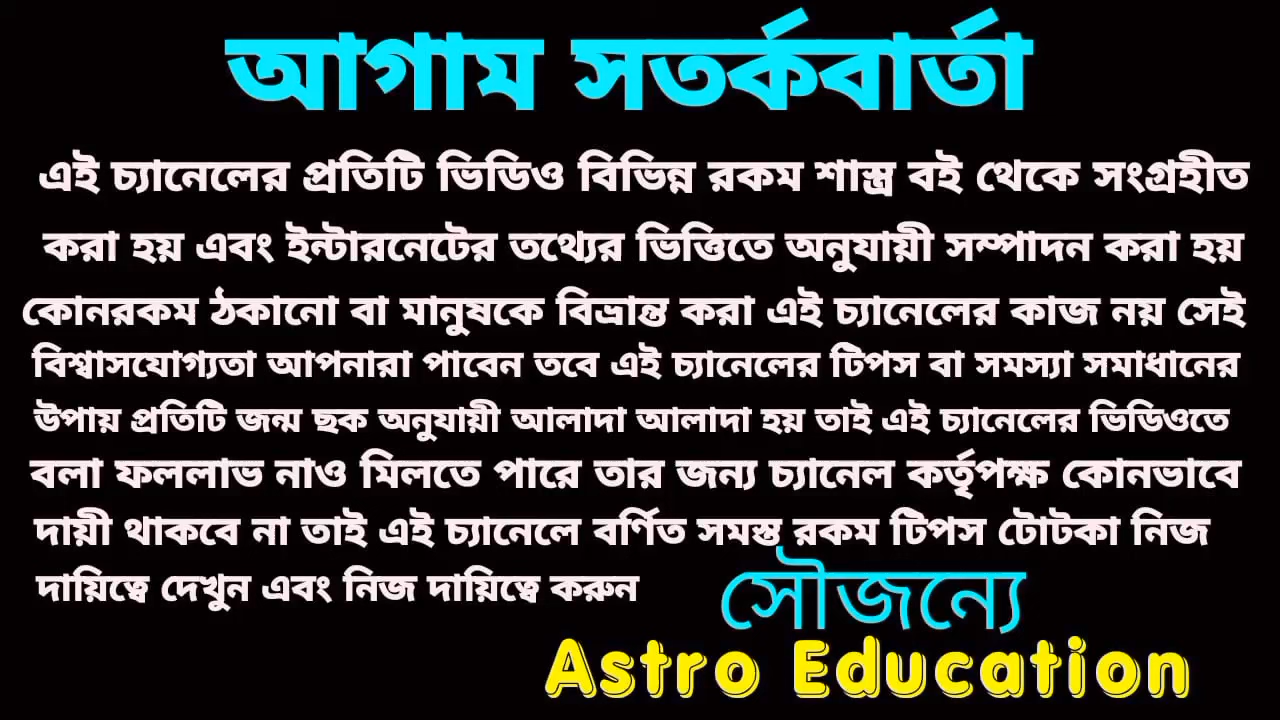 আগাম সতর্কবার্তা
এই চ্যানেলের প্রতিটি ভিডিও বিভিন্ন রকম শাস্ত্র বই থেকে সংগ্রহীত
করা হয় এবং ইন্টারনেটের তথ্যের ভিত্তিতে অনুযায়ী সম্পাদন করা হয়
কোনরকম ঠকানো বা মানুষকে বিভ্রান্ত করা এই চ্যানেলের কাজ নয় সেই
বিশ্বাসযোগ্যতা আপনারা পাবেন তবে এই চ্যানেলের টিপস বা সমস্যা সমাধানের
উপায় প্রতিটি জন্ম ছক অনুযায়ী আলাদা আলাদা হয় তাই এই চ্যানেলের ভিডিওতে
বলা ফললাভ নাও মিলতে পারে তার জন্য চ্যানেল কর্তৃপক্ষ কোনভাবে
দায়ী থাকবে না তাই এই চ্যানেলে বর্ণিত সমস্ত রকম টিপস টোটকা নিজ
দায়িত্বে দেখুন এবং নিজ দায়িত্বে করুন
সৌজন্যে
Astro Education